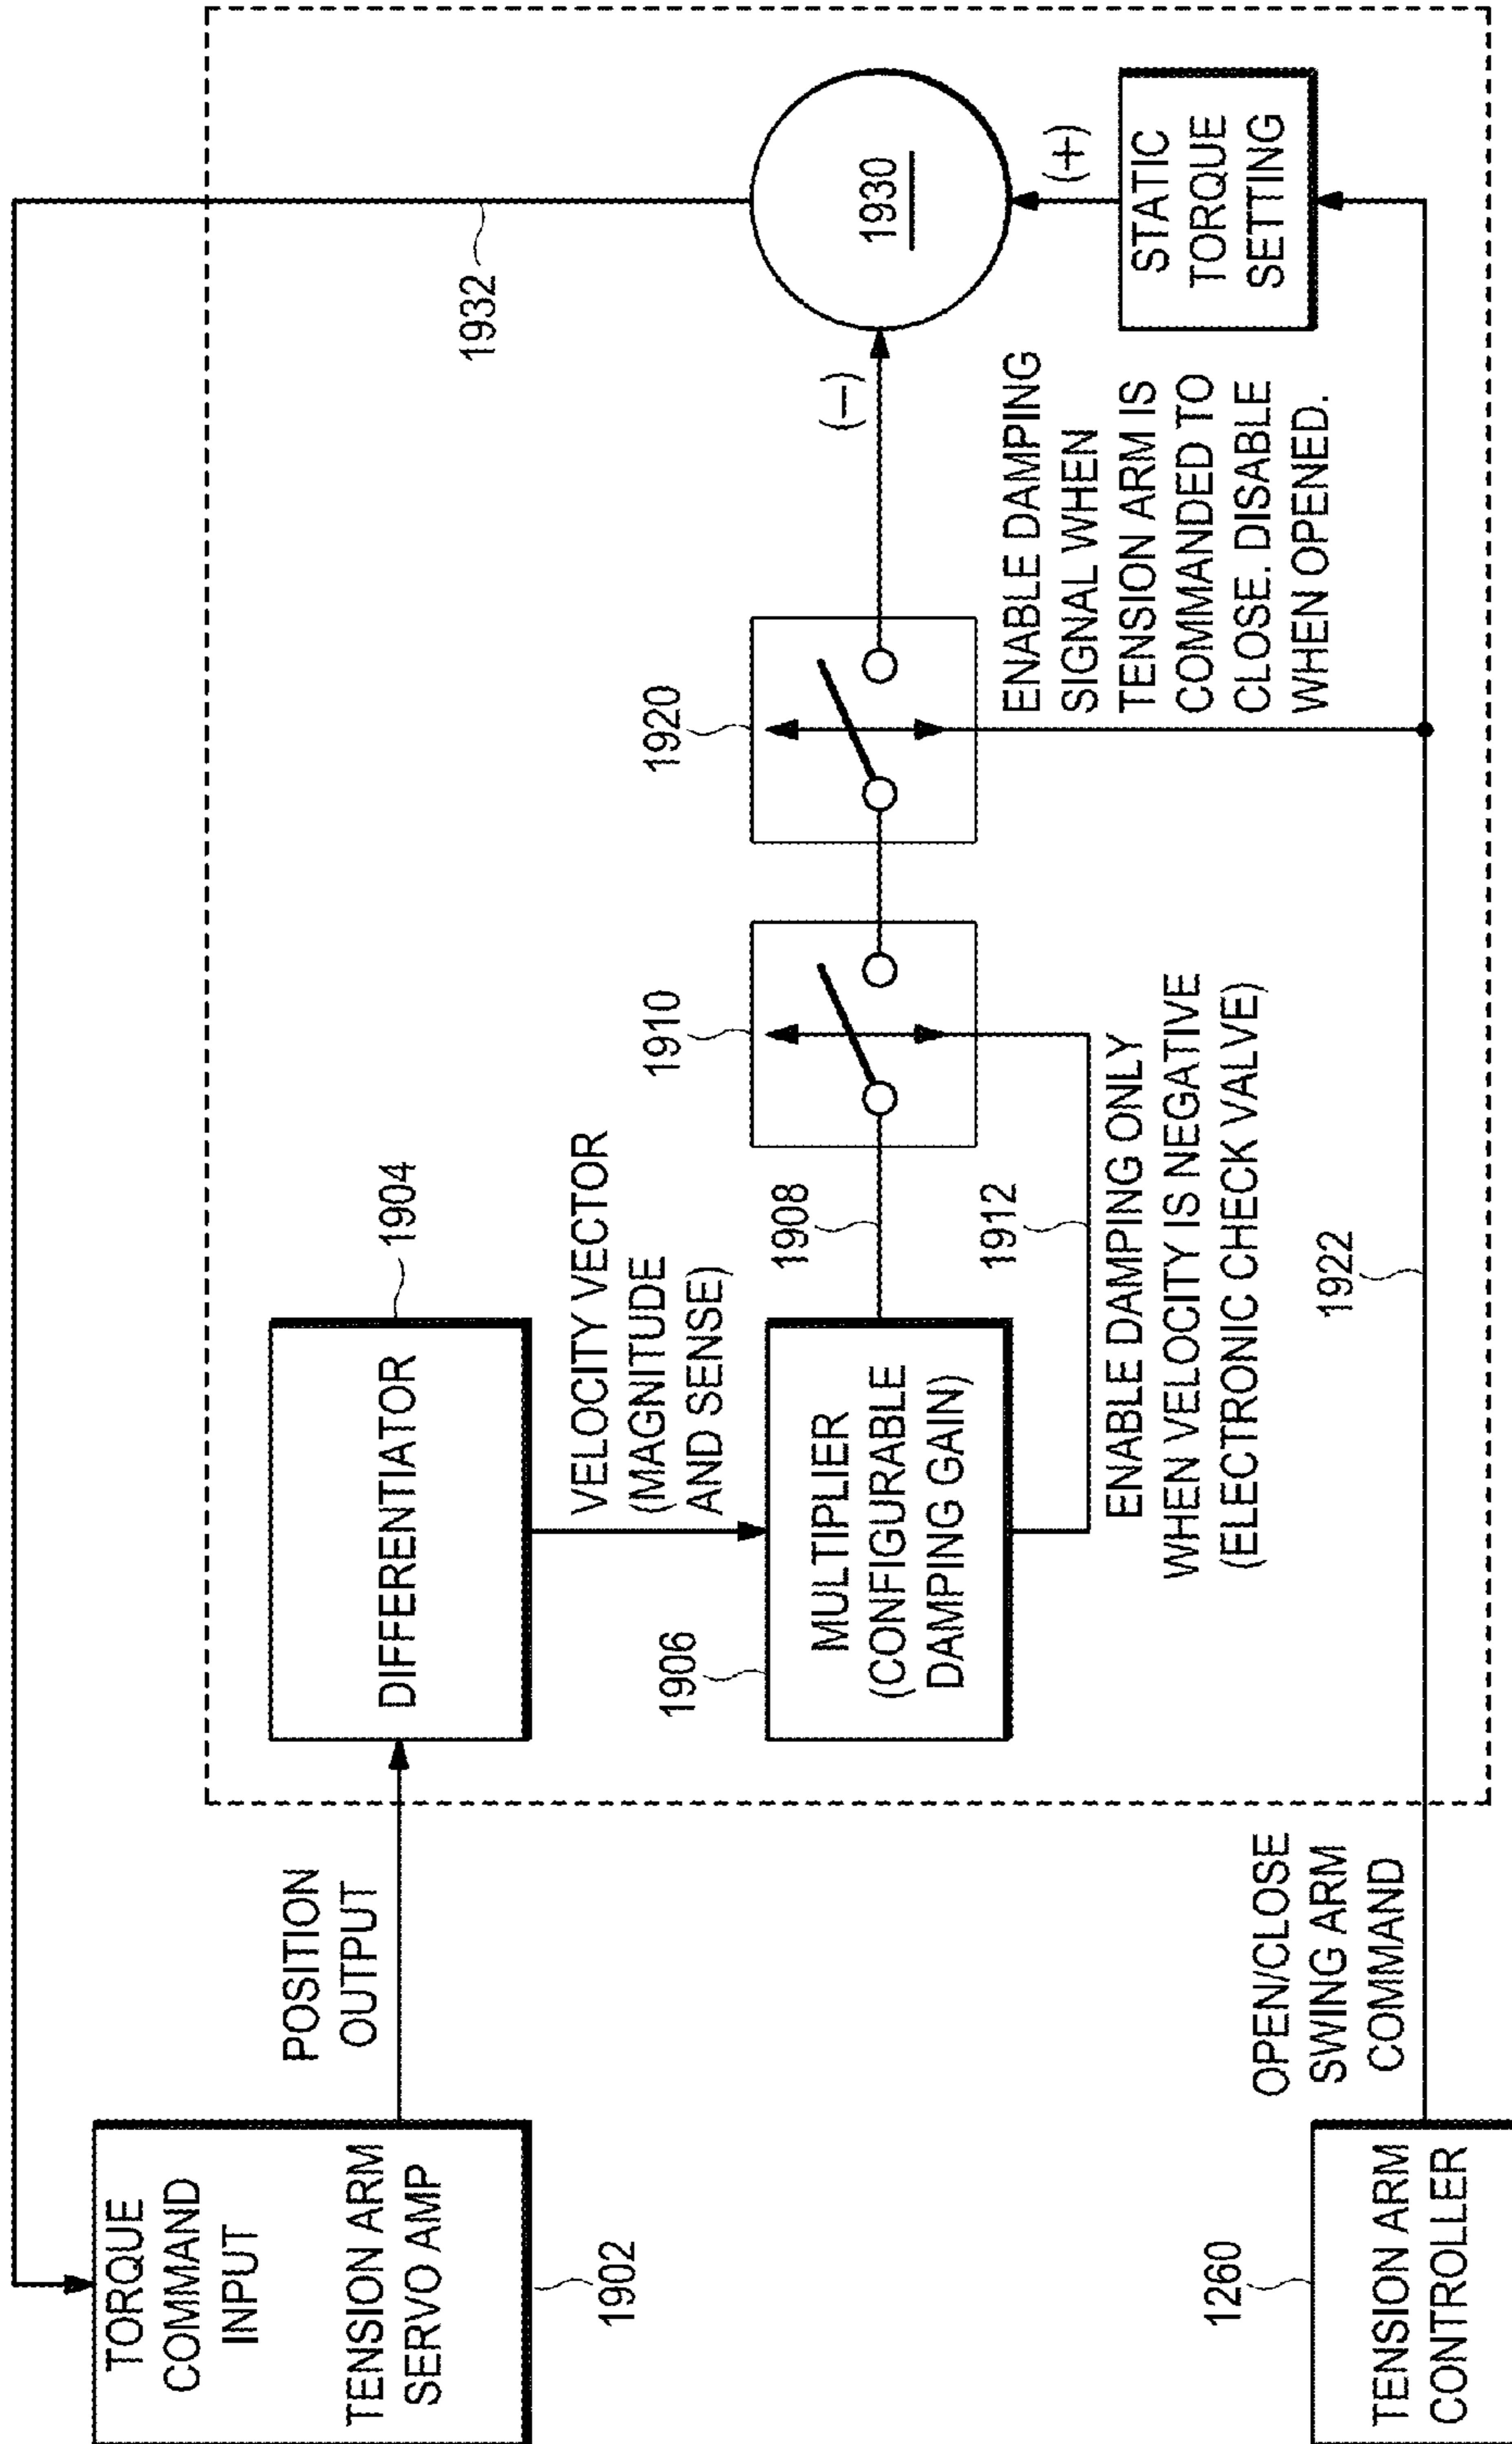 TORQUE
COMMAND
INPUT
TENSION ARM
SERVO AMP
1902
POSITION
OUTPUT
DIFFERENTIATOR
1904
VELOCITY VECTOR
(MAGNITUDE
AND SENSE)
1906
MULTIPLIER
(CONFIGURABLE
DAMPING GAIN)
1908
1912
ENABLE DAMPING ONLY
WHEN VELOCITY IS NEGATIVE
(ELECTRONIC CHECK VALVE)
1910
1920
ENABLE DAMPING
SIGNAL WHEN
TENSION ARM IS
COMMANDED TO
CLOSE. DISABLE
WHEN OPENED.
(−)
1932
1930
(+)
STATIC
TORQUE
SETTING
1260
TENSION ARM
CONTROLLER
OPEN/CLOSE
SWING ARM
COMMAND
1922